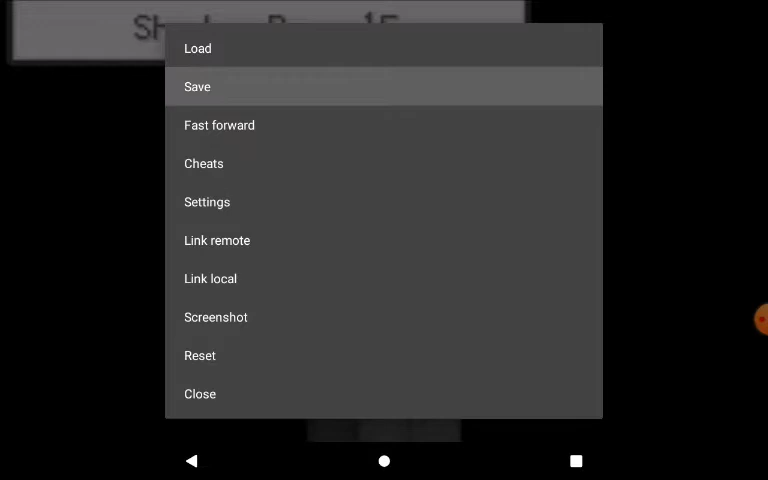 Load
Save
Fast forward
Cheats
Settings
Link remote
Link local
Screenshot
Reset
Close